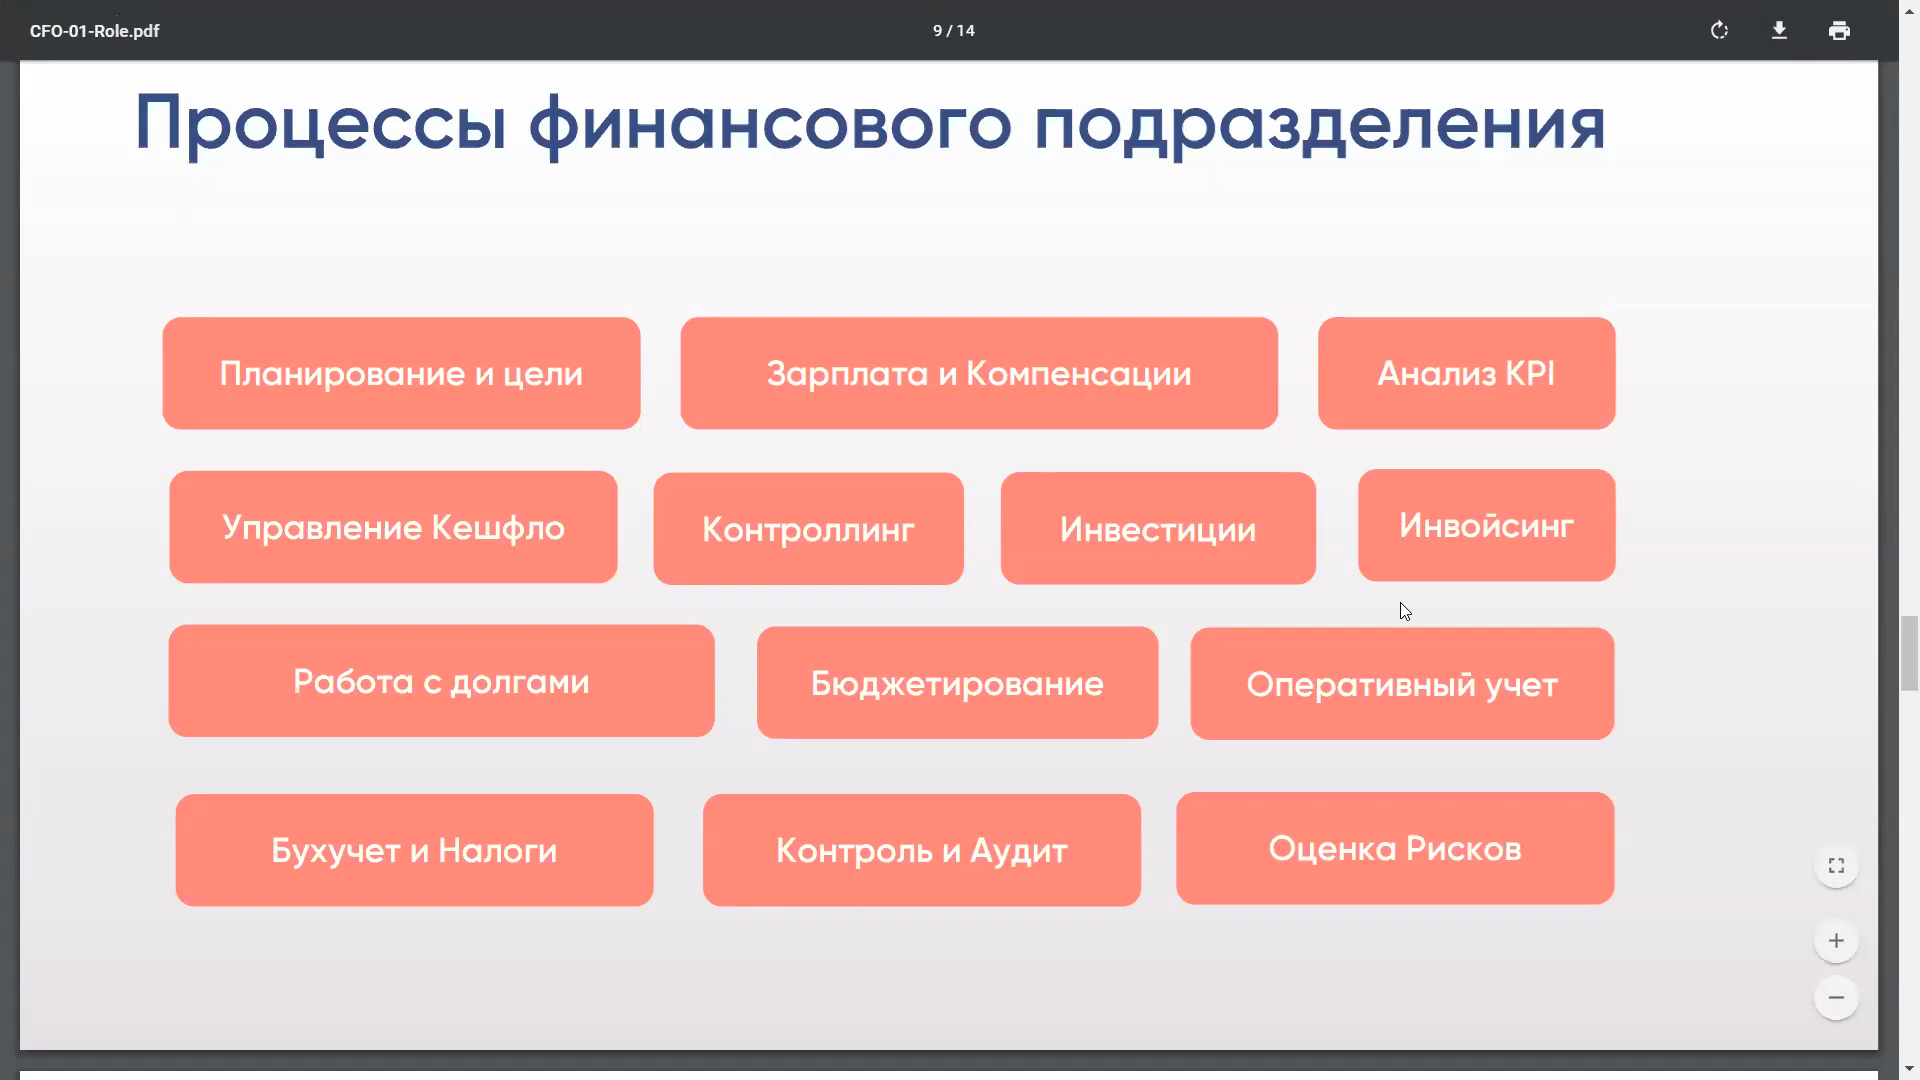 CFO-01-Role.pdf
9 / 14
Процессы финансового подразделения
Планирование и цели
Зарплата и Компенсации
Анализ KPI
Управление Кешфло
Контроллинг
Инвестиции
Инвойсинг
Работа с долгами
Бюджетирование
Оперативный учет
Бухучет и Налоги
Контроль и Аудит
Оценка Рисков